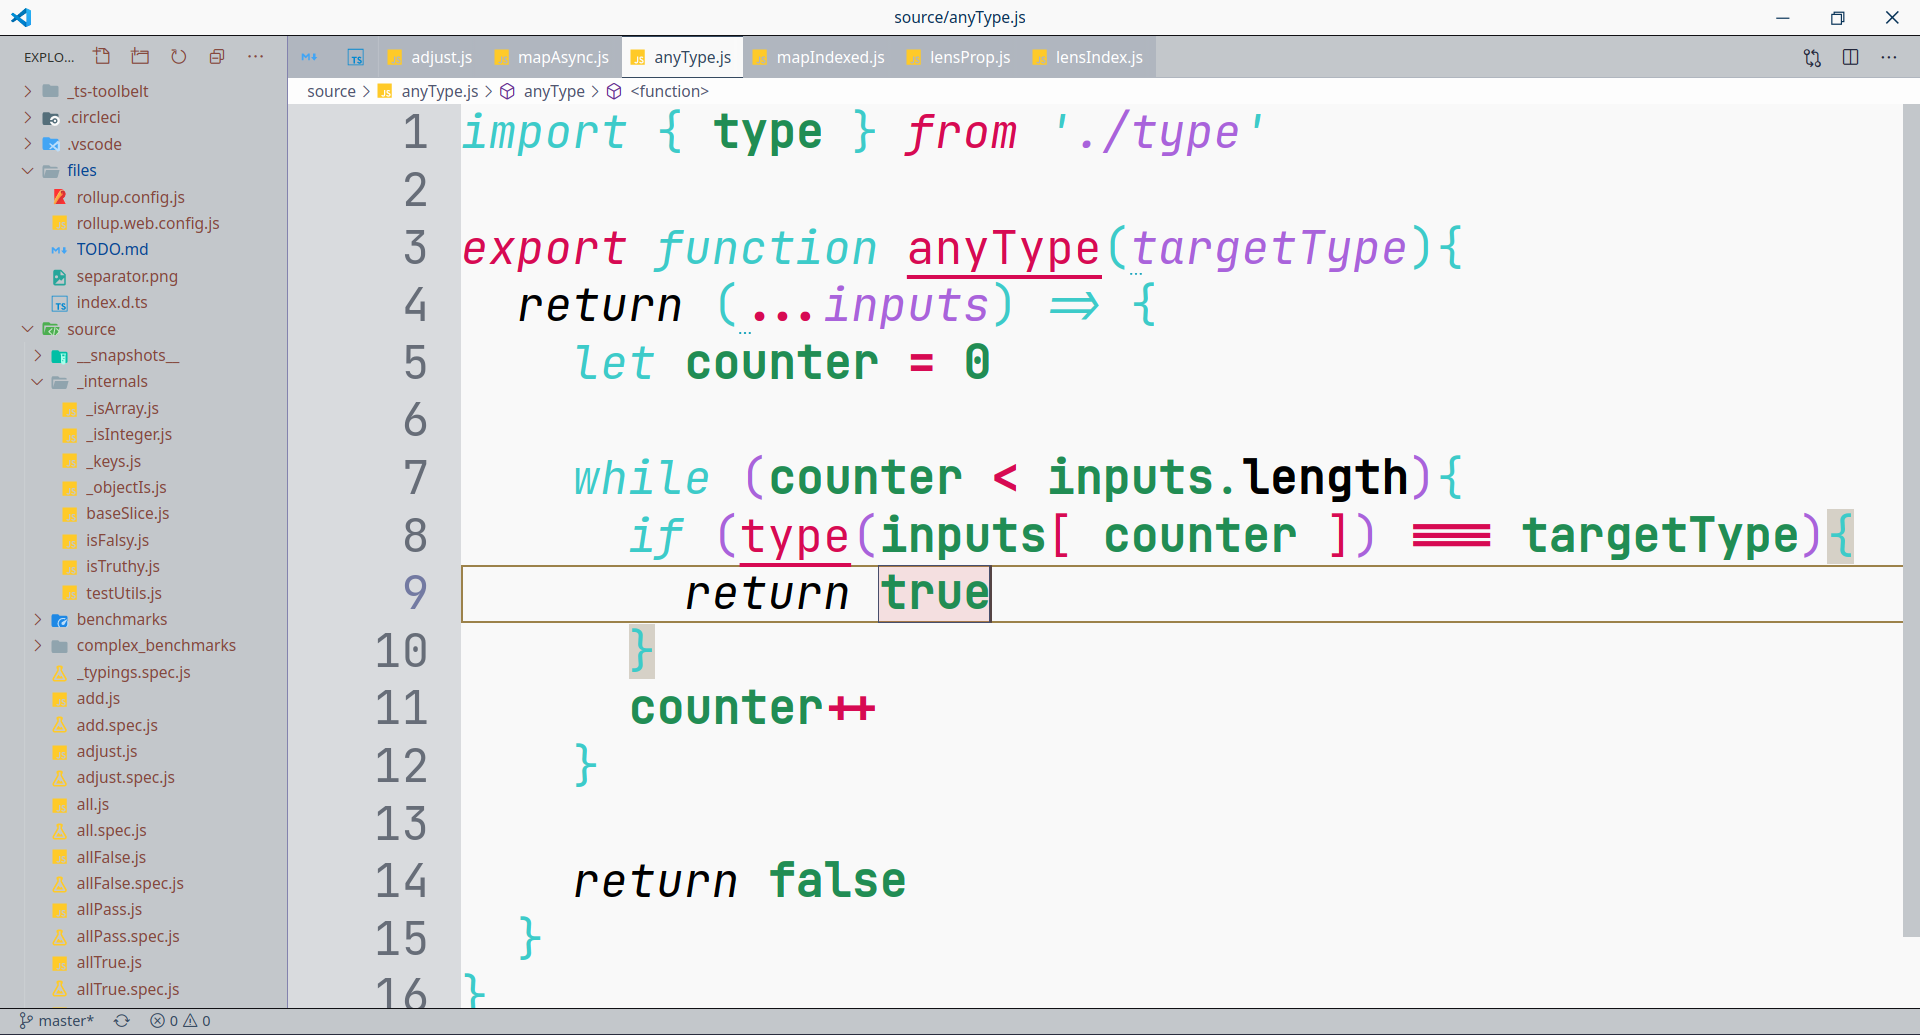 source/anyType.js
EXPLO...
adjust.js
mapAsync.js
anyType.js
mapIndexed.js
lensProp.js
lensIndex.js
source > anyType.js > anyType > <function>
_ts-toolbelt
.circleci
.vscode
files
rollup.config.js
rollup.web.config.js
TODO.md
separator.png
index.d.ts
source
__snapshots__
_internals
_isArray.js
_isInteger.js
_keys.js
_objectIs.js
baseSlice.js
isFalsy.js
isTruthy.js
testUtils.js
benchmarks
complex_benchmarks
_typings.spec.js
add.js
add.spec.js
adjust.js
adjust.spec.js
all.js
all.spec.js
allFalse.js
allFalse.spec.js
allPass.js
allPass.spec.js
allTrue.js
allTrue.spec.js
1 import { type } from './type'
2
3 export function anyType(targetType){
4 return (...inputs) => {
5 let counter = 0
6
7 while (counter < inputs.length){
8 if (type(inputs[ counter ]) === targetType){
9 return true
10 }
11 counter++
12 }
13
14 return false
15 }
16 }
master* 0 0